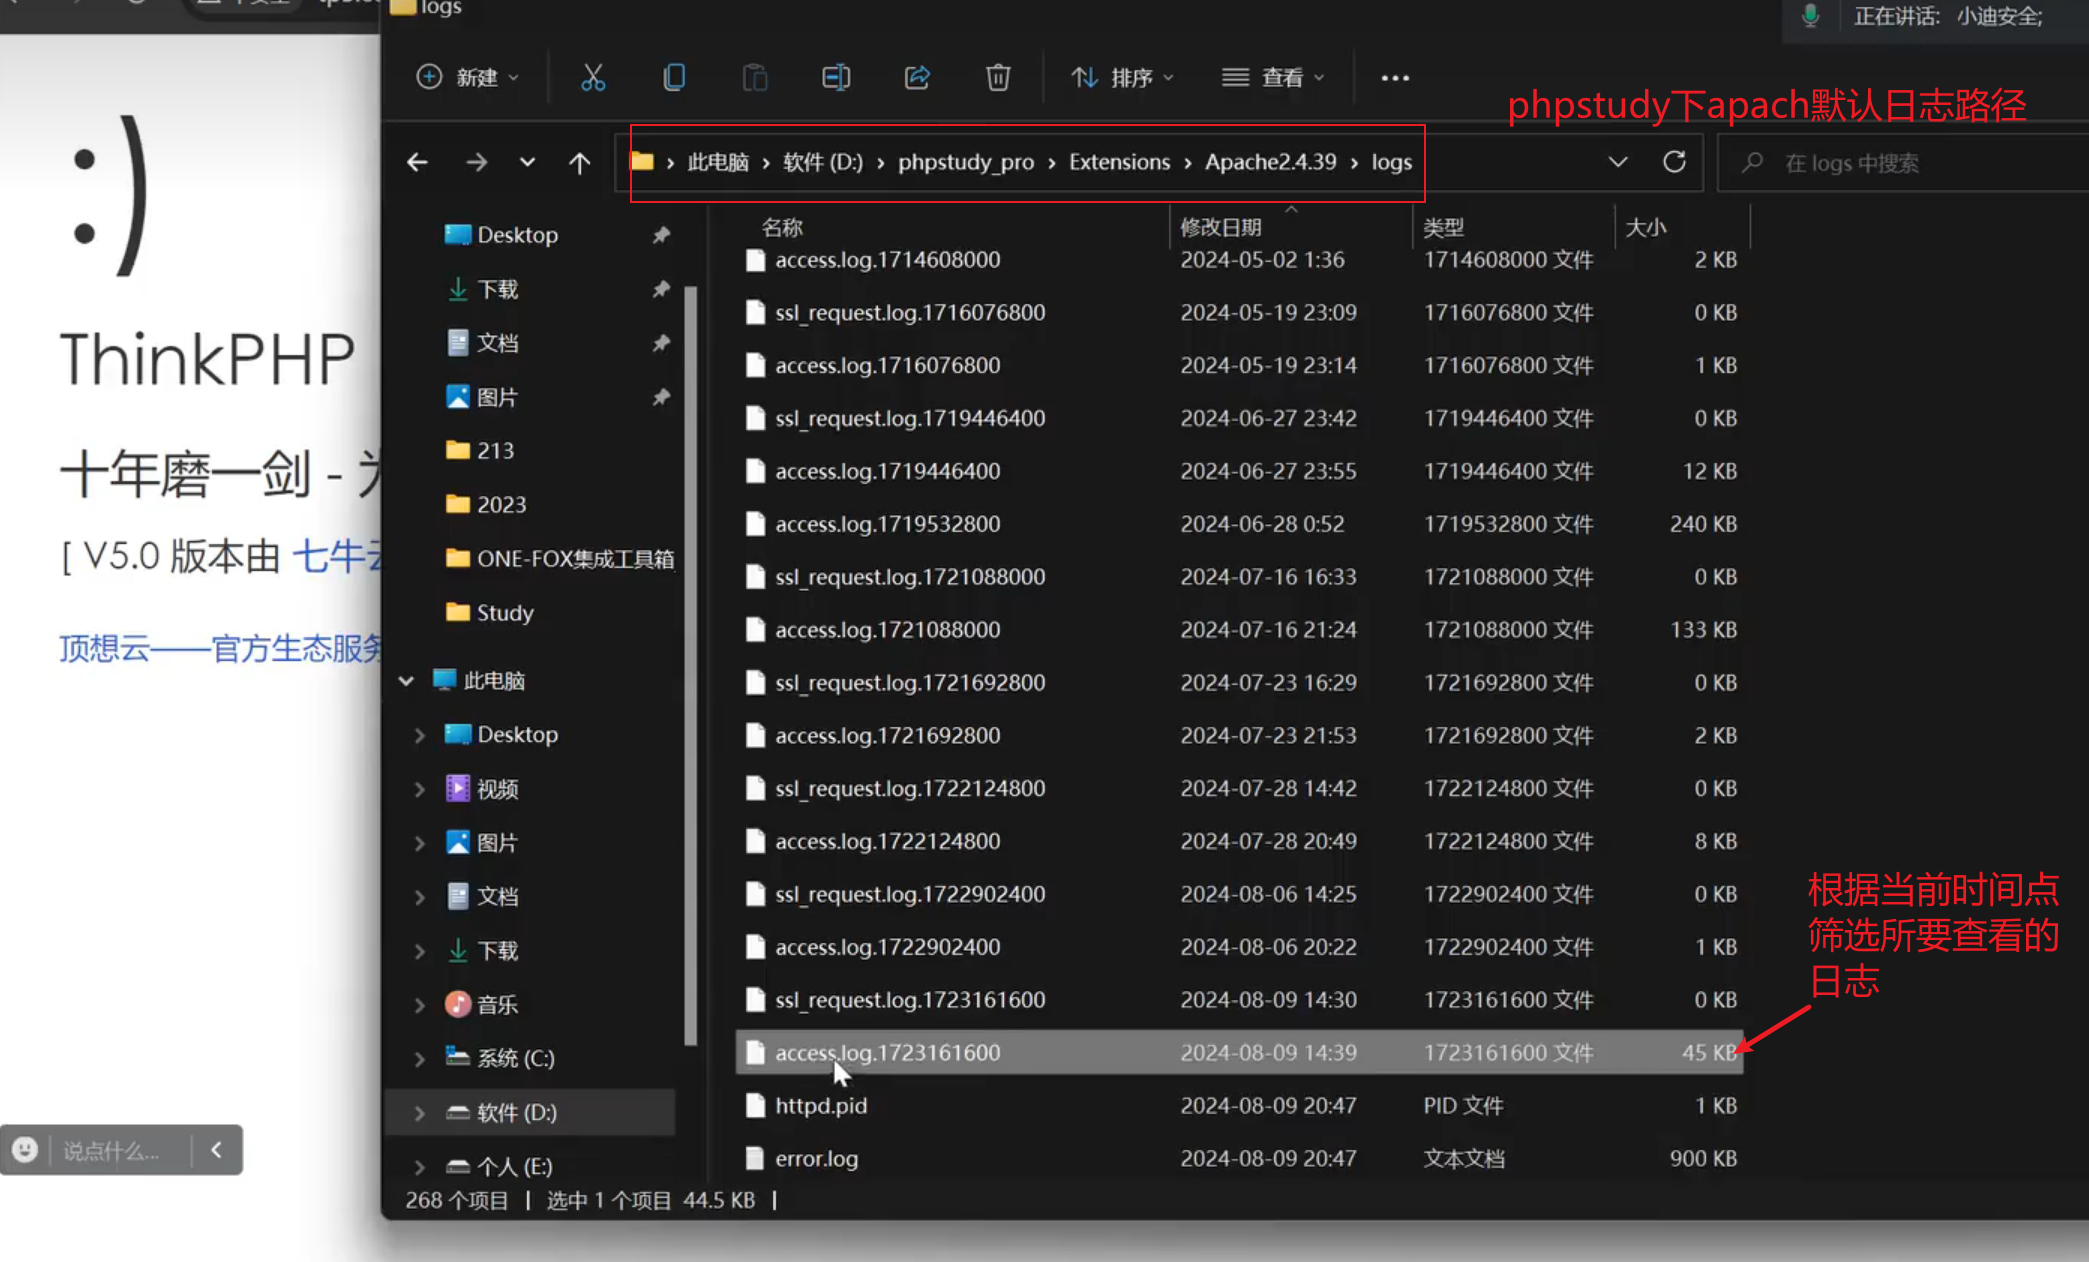 logs
正在讲话: 小迪安全;
新建
排序
查看
phpstudy下apach默认日志路径
此电脑 › 软件 (D:) › phpstudy_pro › Extensions › Apache2.4.39 › logs
在 logs 中搜索
:)
ThinkPHP
十年磨一剑 -
[ V5.0 版本由 七牛
顶想云——官方生态服务
说点什么...
Desktop
下载
文档
图片
213
2023
ONE-FOX集成工具箱
Study
此电脑
Desktop
视频
图片
文档
下载
音乐
系统 (C:)
软件 (D:)
个人 (E:)
名称 修改日期 类型 大小
access.log.1714608000 2024-05-02 1:36 1714608000 文件 2 KB
ssl_request.log.1716076800 2024-05-19 23:09 1716076800 文件 0 KB
access.log.1716076800 2024-05-19 23:14 1716076800 文件 1 KB
ssl_request.log.1719446400 2024-06-27 23:42 1719446400 文件 0 KB
access.log.1719446400 2024-06-27 23:55 1719446400 文件 12 KB
access.log.1719532800 2024-06-28 0:52 1719532800 文件 240 KB
ssl_request.log.1721088000 2024-07-16 16:33 1721088000 文件 0 KB
access.log.1721088000 2024-07-16 21:24 1721088000 文件 133 KB
ssl_request.log.1721692800 2024-07-23 16:29 1721692800 文件 0 KB
access.log.1721692800 2024-07-23 21:53 1721692800 文件 2 KB
ssl_request.log.1722124800 2024-07-28 14:42 1722124800 文件 0 KB
access.log.1722124800 2024-07-28 20:49 1722124800 文件 8 KB
ssl_request.log.1722902400 2024-08-06 14:25 1722902400 文件 0 KB
access.log.1722902400 2024-08-06 20:22 1722902400 文件 1 KB
ssl_request.log.1723161600 2024-08-09 14:30 1723161600 文件 0 KB
access.log.1723161600 2024-08-09 14:39 1723161600 文件 45 KB
httpd.pid 2024-08-09 20:47 PID 文件 1 KB
error.log 2024-08-09 20:47 文本文档 900 KB
根据当前时间点
筛选所要查看的
日志
268 个项目 | 选中 1 个项目 44.5 KB |